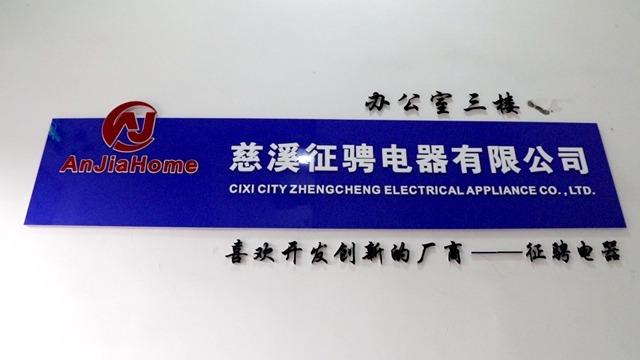 办公室三楼
AnJiaHome
慈溪征骋电器有限公司
CIXI CITY ZHENGCHENG ELECTRICAL APPLIANCE CO., LTD.
喜欢开发创新的厂商——征骋电器